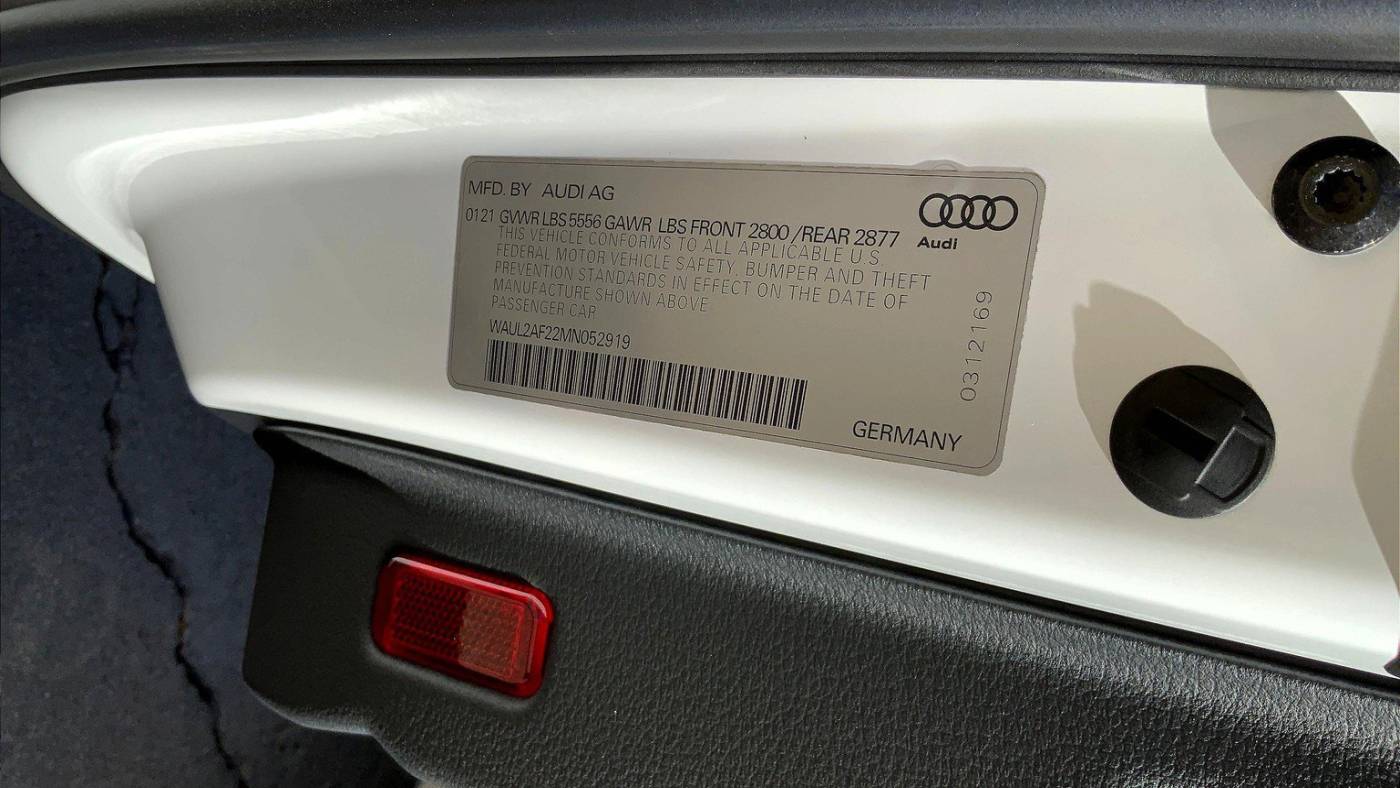 MFD. BY AUDI AG
0121 GVWR LBS 5556 GAWR LBS FRONT 2800 /REAR 2877
THIS VEHICLE CONFORMS TO ALL APPLICABLE U.S.
FEDERAL MOTOR VEHICLE SAFETY, BUMPER AND THEFT
PREVENTION STANDARDS IN EFFECT ON THE DATE OF
MANUFACTURE SHOWN ABOVE
PASSENGER CAR
WAUL2AF22MN052919
Audi
0312169
GERMANY